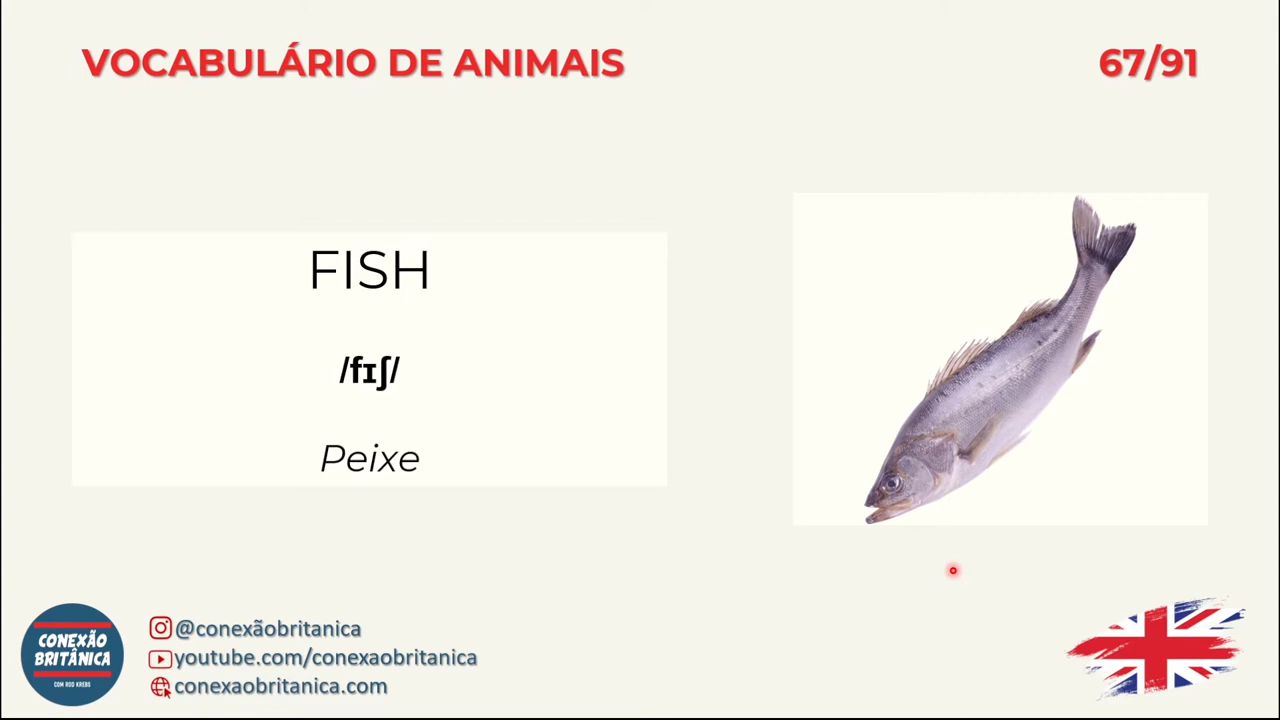 VOCABULÁRIO DE ANIMAIS
67/91
FISH
/fɪʃ/
Peixe
CONEXÃO
BRITÂNICA
COM ROD KREBS
@conexãobritanica
youtube.com/conexaobritanica
conexaobritanica.com